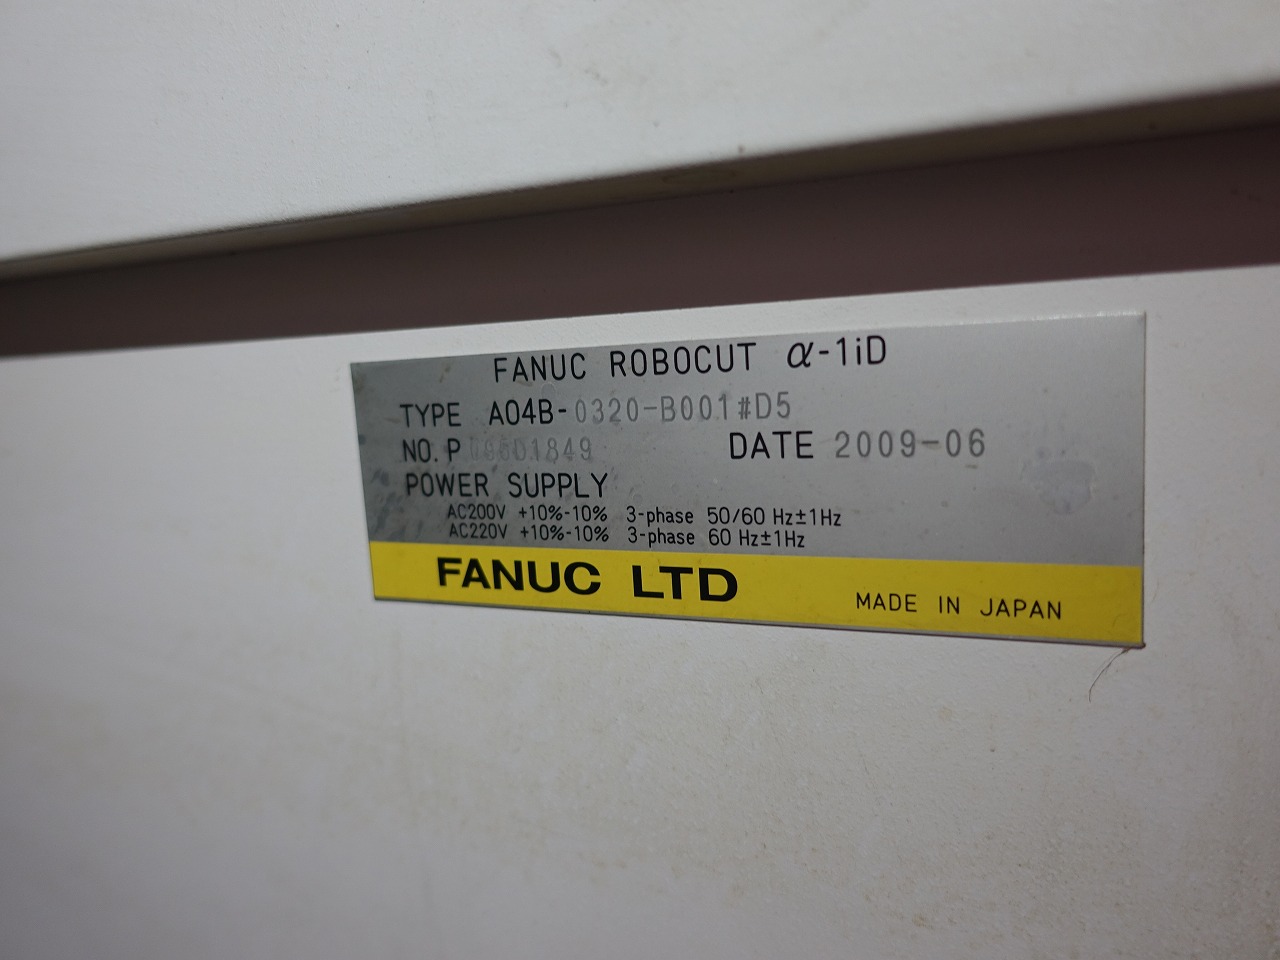 FANUC ROBOCUT α-1iD
TYPE A04B-0320-B001#D5
NO. P
DATE 2009-06
POWER SUPPLY
AC200V +10%-10% 3-phase 50/60 Hz±1Hz
AC220V +10%-10% 3-phase 60 Hz±1Hz
FANUC LTD
MADE IN JAPAN